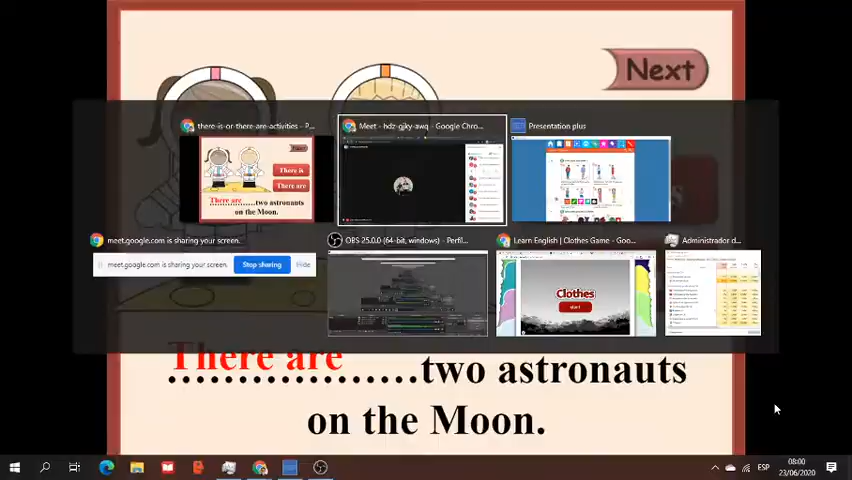 Next
there-is-or-there-are-activities - P...
Meet - hdz-gjky-awq - Google Chro...
Presentation plus
There is
There are
There are......two astronauts
on the Moon.
meet.google.com is sharing your screen.
OBS 25.0.0 (64-bit, windows) - Perfil...
Learn English | Clothes Game - Goo...
Administrador d...
meet.google.com is sharing your screen.
Stop sharing
Hide
Clothes
start
There are
..................two astronauts
on the Moon.
ESP
08:00
23/06/2020